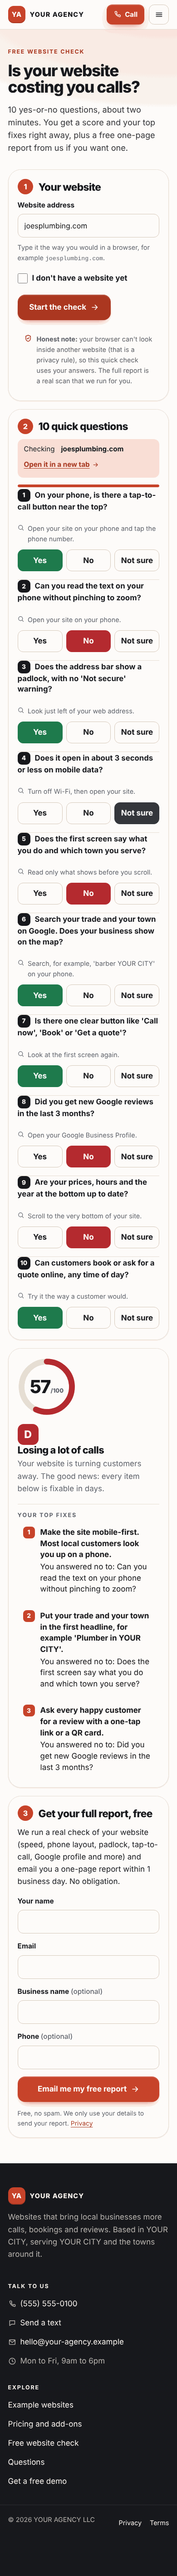 YA YOUR AGENCY Call
FREE WEBSITE CHECK
Is your website
costing you calls?
10 yes-or-no questions, about two
minutes. You get a score and your top
fixes right away, plus a free one-page
report from us if you want one.
1 Your website
Website address
joesplumbing.com
Type it the way you would in a browser, for
example joesplumbing.com.
I don't have a website yet
Start the check →
Honest note: your browser can't look
inside another website (that is a
privacy rule), so this quick check
uses your answers. The full report is
a real scan that we run for you.
2 10 quick questions
Checking joesplumbing.com
Open it in a new tab →
1 On your phone, is there a tap-to-
call button near the top?
Open your site on your phone and tap the
phone number.
Yes No Not sure
2 Can you read the text on your
phone without pinching to zoom?
Open your site on your phone.
Yes No Not sure
3 Does the address bar show a
padlock, with no 'Not secure'
warning?
Look just left of your web address.
Yes No Not sure
4 Does it open in about 3 seconds
or less on mobile data?
Turn off Wi-Fi, then open your site.
Yes No Not sure
5 Does the first screen say what
you do and which town you serve?
Read only what shows before you scroll.
Yes No Not sure
6 Search your trade and your town
on Google. Does your business show
on the map?
Search, for example, 'barber YOUR CITY'
on your phone.
Yes No Not sure
7 Is there one clear button like 'Call
now', 'Book' or 'Get a quote'?
Look at the first screen again.
Yes No Not sure
8 Did you get new Google reviews
in the last 3 months?
Open your Google Business Profile.
Yes No Not sure
9 Are your prices, hours and the
year at the bottom up to date?
Scroll to the very bottom of your site.
Yes No Not sure
10 Can customers book or ask for a
quote online, any time of day?
Try it the way a customer would.
Yes No Not sure
57/100
D
Losing a lot of calls
Your website is turning customers
away. The good news: every item
below is fixable in days.
YOUR TOP FIXES
1 Make the site mobile-first.
Most local customers look
you up on a phone.
You answered no to: Can you
read the text on your phone
without pinching to zoom?
2 Put your trade and your town
in the first headline, for
example 'Plumber in YOUR
CITY'.
You answered no to: Does the
first screen say what you do
and which town you serve?
3 Ask every happy customer
for a review with a one-tap
link or a QR card.
You answered no to: Did you
get new Google reviews in the
last 3 months?
3 Get your full report, free
We run a real check of your website
(speed, phone layout, padlock, tap-to-
call, Google profile and more) and
email you a one-page report within 1
business day. No obligation.
Your name
Email
Business name (optional)
Phone (optional)
Email me my free report →
Free, no spam. We only use your details to
send your report. Privacy
YA YOUR AGENCY
Websites that bring local businesses more
calls, bookings and reviews. Based in YOUR
CITY, serving YOUR CITY and the towns
around it.
TALK TO US
(555) 555-0100
Send a text
hello@your-agency.example
Mon to Fri, 9am to 6pm
EXPLORE
Example websites
Pricing and add-ons
Free website check
Questions
Get a free demo
© 2026 YOUR AGENCY LLC Privacy Terms